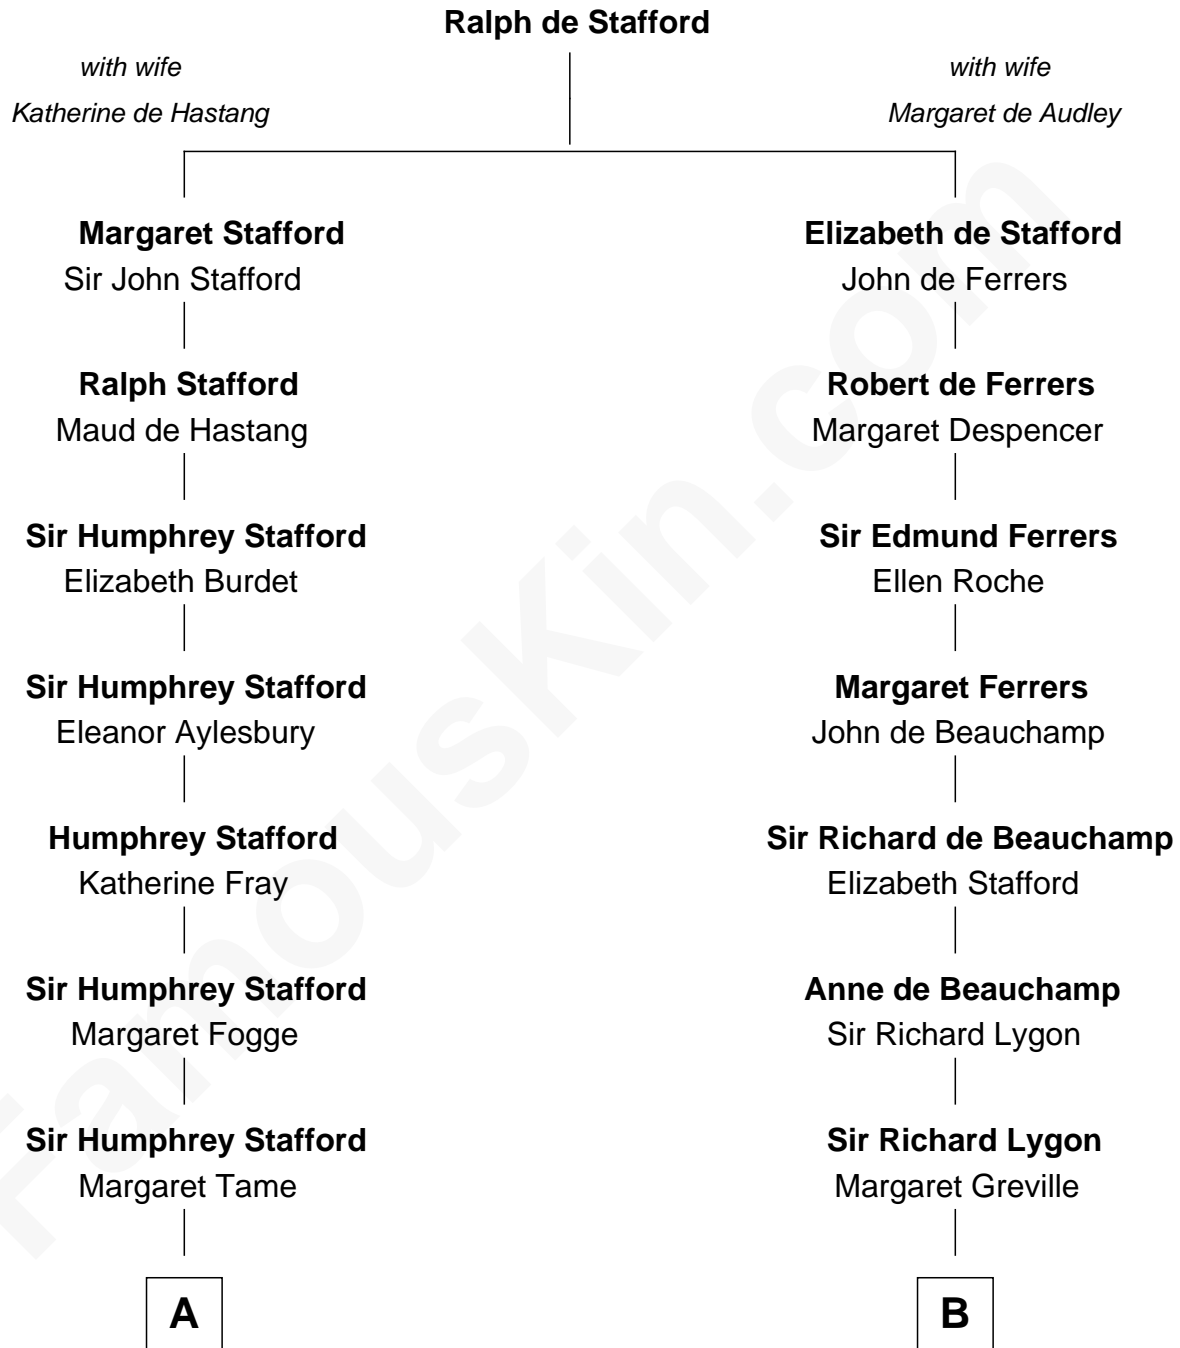 Ralph de Stafford
with wife
Katherine de Hastang
with wife
Margaret de Audley
Margaret Stafford
Sir John Stafford
Elizabeth de Stafford
John de Ferrers
Ralph Stafford
Maud de Hastang
Robert de Ferrers
Margaret Despencer
Sir Humphrey Stafford
Elizabeth Burdet
Sir Edmund Ferrers
Ellen Roche
Sir Humphrey Stafford
Eleanor Aylesbury
Margaret Ferrers
John de Beauchamp
Humphrey Stafford
Katherine Fray
Sir Richard de Beauchamp
Elizabeth Stafford
Sir Humphrey Stafford
Margaret Fogge
Anne de Beauchamp
Sir Richard Lygon
Sir Humphrey Stafford
Margaret Tame
Sir Richard Lygon
Margaret Greville
A
B
FamousKin.com